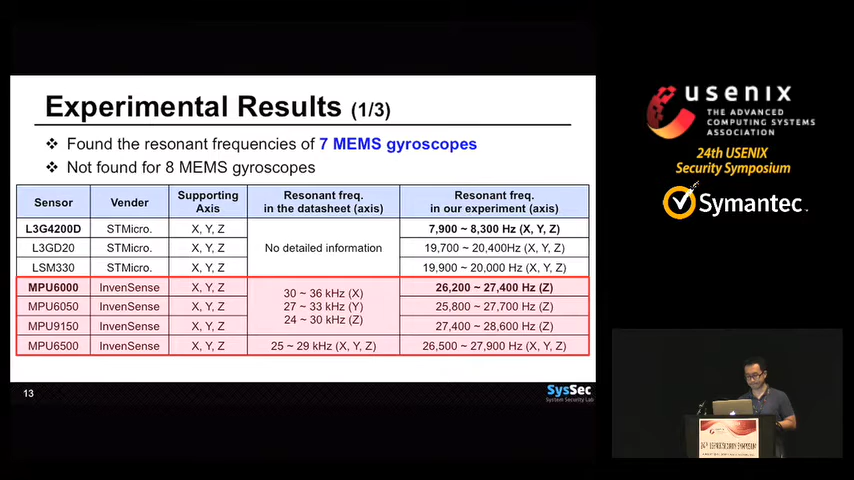 Experimental Results (1/3)
❖ Found the resonant frequencies of 7 MEMS gyroscopes
❖ Not found for 8 MEMS gyroscopes
Sensor Vender Supporting Axis Resonant freq. in the datasheet (axis) Resonant freq. in our experiment (axis)
L3G4200D STMicro. X, Y, Z No detailed information 7,900 ~ 8,300 Hz (X, Y, Z)
L3GD20 STMicro. X, Y, Z 19,700 ~ 20,400Hz (X, Y, Z)
LSM330 STMicro. X, Y, Z 19,900 ~ 20,000 Hz (X, Y, Z)
MPU6000 InvenSense X, Y, Z 30 ~ 36 kHz (X) 26,200 ~ 27,400 Hz (Z)
MPU6050 InvenSense X, Y, Z 27 ~ 33 kHz (Y) 25,800 ~ 27,700 Hz (Z)
MPU9150 InvenSense X, Y, Z 24 ~ 30 kHz (Z) 27,400 ~ 28,600 Hz (Z)
MPU6500 InvenSense X, Y, Z 25 ~ 29 kHz (X, Y, Z) 26,500 ~ 27,900 Hz (X, Y, Z)
13
SysSec
System Security Lab
usenix
THE ADVANCED
COMPUTING SYSTEMS
ASSOCIATION
24th USENIX
Security Symposium
Symantec.